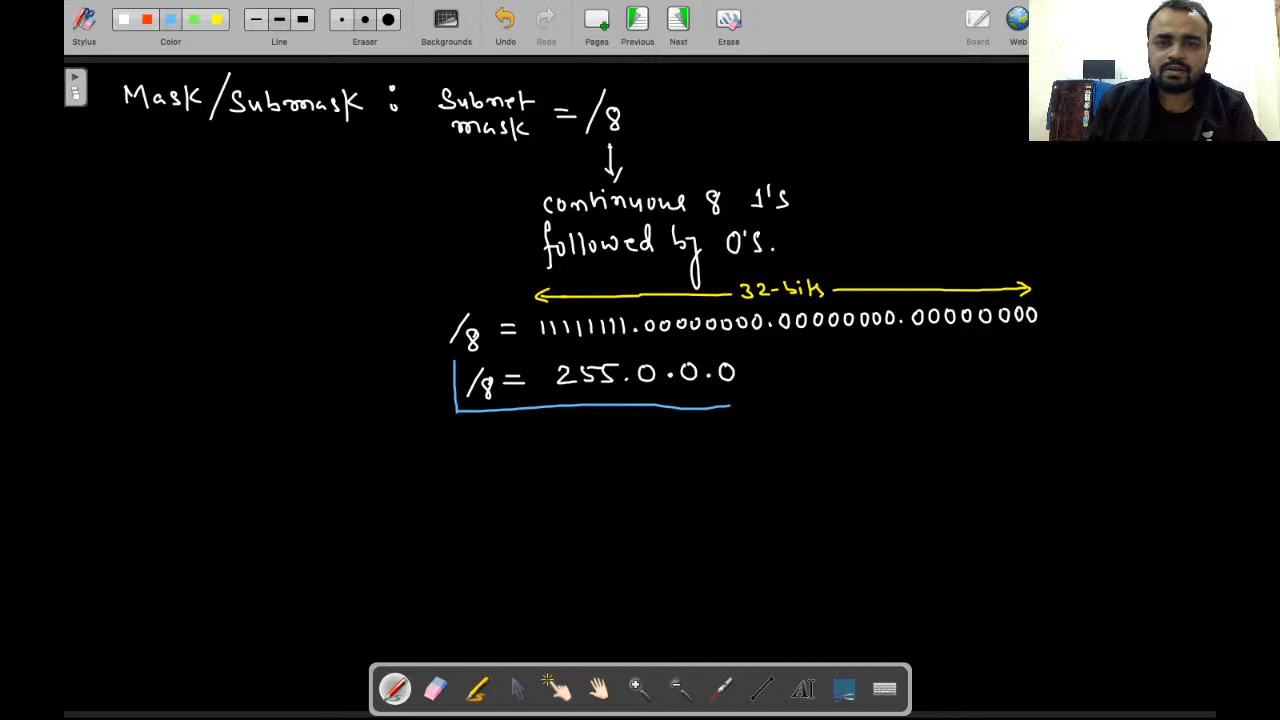 Stylus
Color
Line
Eraser
Backgrounds
Undo
Redo
Pages
Previous
Next
Erase
Board
Web
Mask/Submask : Subnet mask = /8
continuous 8 1's
followed by 0's.
32-bits
/8 = 11111111.00000000.00000000.00000000
/8 = 255.0.0.0
AI